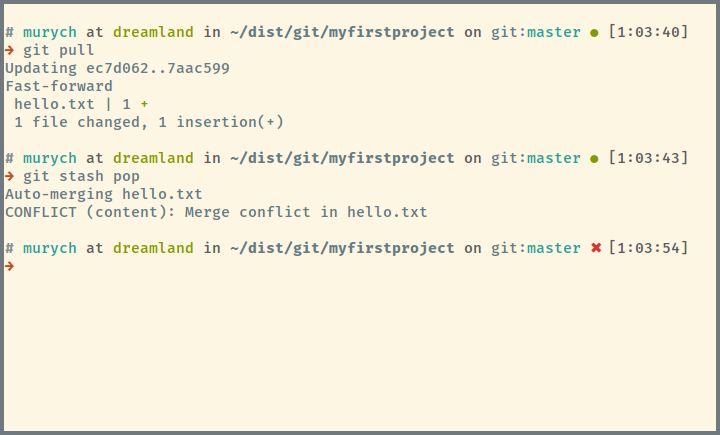 # murych at dreamland in ~/dist/git/myfirstproject on git:master ● [1:03:40]
➜ git pull
Updating ec7d062..7aac599
Fast-forward
 hello.txt | 1 +
 1 file changed, 1 insertion(+)
# murych at dreamland in ~/dist/git/myfirstproject on git:master ● [1:03:43]
➜ git stash pop
Auto-merging hello.txt
CONFLICT (content): Merge conflict in hello.txt
# murych at dreamland in ~/dist/git/myfirstproject on git:master ✖ [1:03:54]
➜